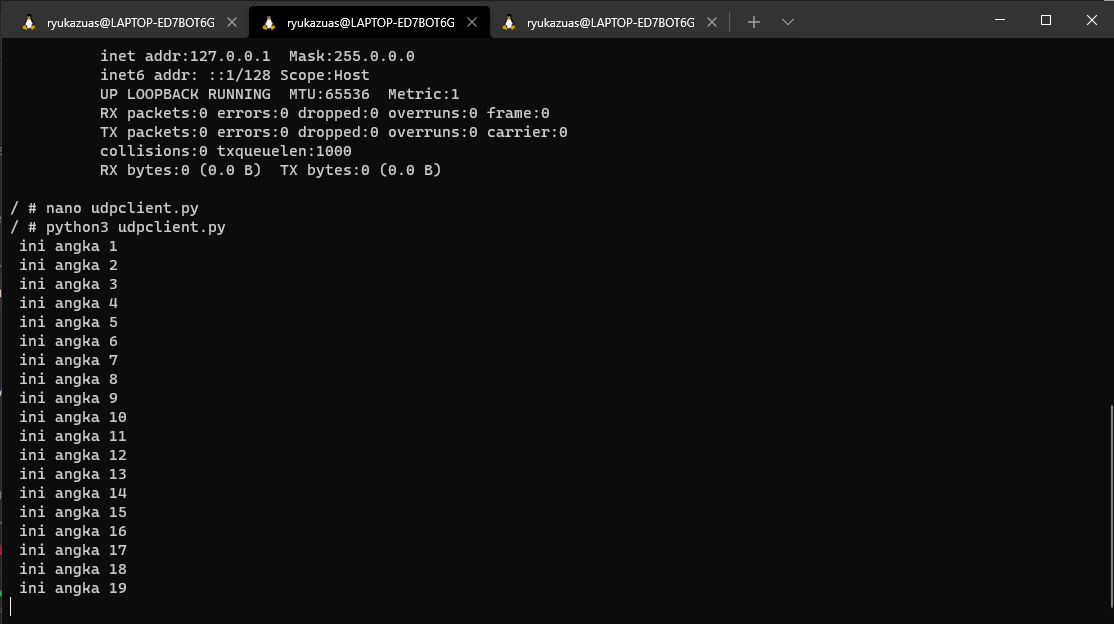 ryukazuas@LAPTOP-ED7BOT6G ryukazuas@LAPTOP-ED7BOT6G ryukazuas@LAPTOP-ED7BOT6G
inet addr:127.0.0.1  Mask:255.0.0.0
inet6 addr: ::1/128 Scope:Host
UP LOOPBACK RUNNING  MTU:65536  Metric:1
RX packets:0 errors:0 dropped:0 overruns:0 frame:0
TX packets:0 errors:0 dropped:0 overruns:0 carrier:0
collisions:0 txqueuelen:1000
RX bytes:0 (0.0 B)  TX bytes:0 (0.0 B)
/ # nano udpclient.py
/ # python3 udpclient.py
ini angka 1
ini angka 2
ini angka 3
ini angka 4
ini angka 5
ini angka 6
ini angka 7
ini angka 8
ini angka 9
ini angka 10
ini angka 11
ini angka 12
ini angka 13
ini angka 14
ini angka 15
ini angka 16
ini angka 17
ini angka 18
ini angka 19